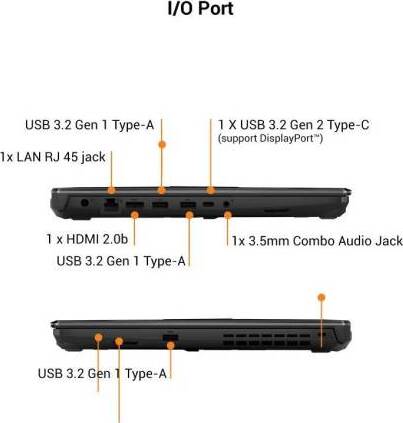 I/O Port
USB 3.2 Gen 1 Type-A
1 X USB 3.2 Gen 2 Type-C
(support DisplayPort™)
1x LAN RJ 45 jack
1 x HDMI 2.0b
1x 3.5mm Combo Audio Jack
USB 3.2 Gen 1 Type-A
USB 3.2 Gen 1 Type-A